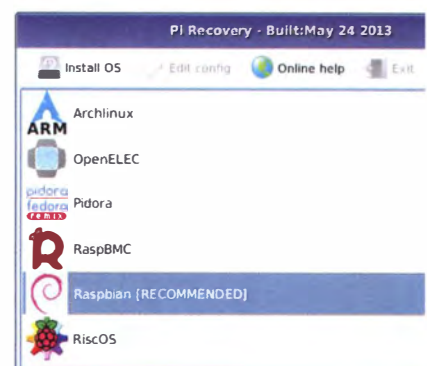 Pi Recovery - Built:May 24 2013
Install OS Edit config Online help Exit
ARM Archlinux
OpenELEC
pidora
fedora
remix
Pidora
RaspBMC
Raspbian [RECOMMENDED]
RiscOS